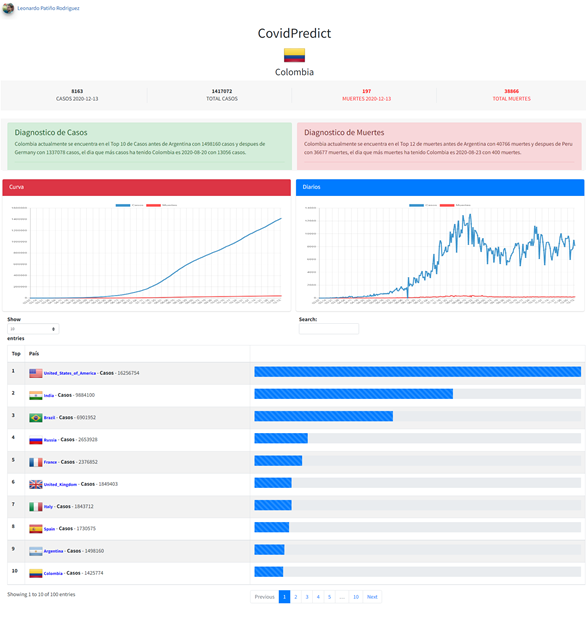 Leonardo Patiño Rodriguez
CovidPredict
Colombia
8163
CASOS 2020-12-13
1417072
TOTAL CASOS
197
MUERTES 2020-12-13
38866
TOTAL MUERTES
Diagnostico de Casos
Colombia actualmente se encuentra en el Top 10 de Casos antes de Argentina con 1498160 casos y despues de
Germany con 1337078 casos, el dia que más casos ha tenido Colombia es 2020-08-20 con 13056 casos.
Diagnostico de Muertes
Colombia actualmente se encuentra en el Top 12 de muertes antes de Argentina con 40766 muertes y despues de Peru
con 36677 muertes, el dia que más muertes ha tenido Colombia es 2020-08-23 con 400 muertes.
Curva
Diarios
Show
10
entries
Search:
Top
País
1
United_States_of_America - Casos - 16256754
2
India - Casos - 9884100
3
Brazil - Casos - 6901952
4
Russia - Casos - 2653928
5
France - Casos - 2376852
6
United_Kingdom - Casos - 1849403
7
Italy - Casos - 1843712
8
Spain - Casos - 1730575
9
Argentina - Casos - 1498160
10
Colombia - Casos - 1425774
Showing 1 to 10 of 100 entries
Previous 1 2 3 4 5 … 10 Next